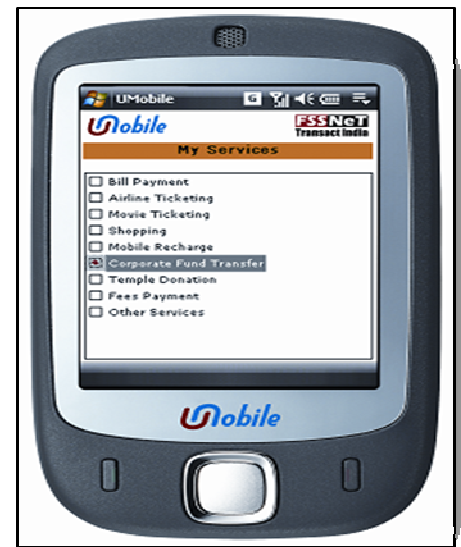 UMobile
G
UMobile
FSSNeT
Transact India
My Services
Bill Payment
Airline Ticketing
Movie Ticketing
Shopping
Mobile Recharge
Corporate Fund Transfer
Temple Donation
Fees Payment
Other Services
UMobile